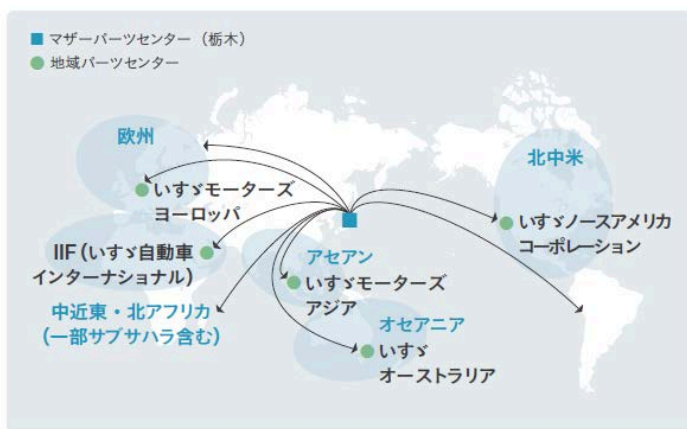 マザーパーツセンター（栃木）
地域パーツセンター
欧州
北中米
いすゞモーターズ
ヨーロッパ
いすゞノースアメリカ
コーポレーション
IIF（いすゞ自動車
インターナショナル）
アセアン
いすゞモーターズ
アジア
中近東・北アフリカ
（一部サブサハラ含む）
オセアニア
いすゞ
オーストラリア